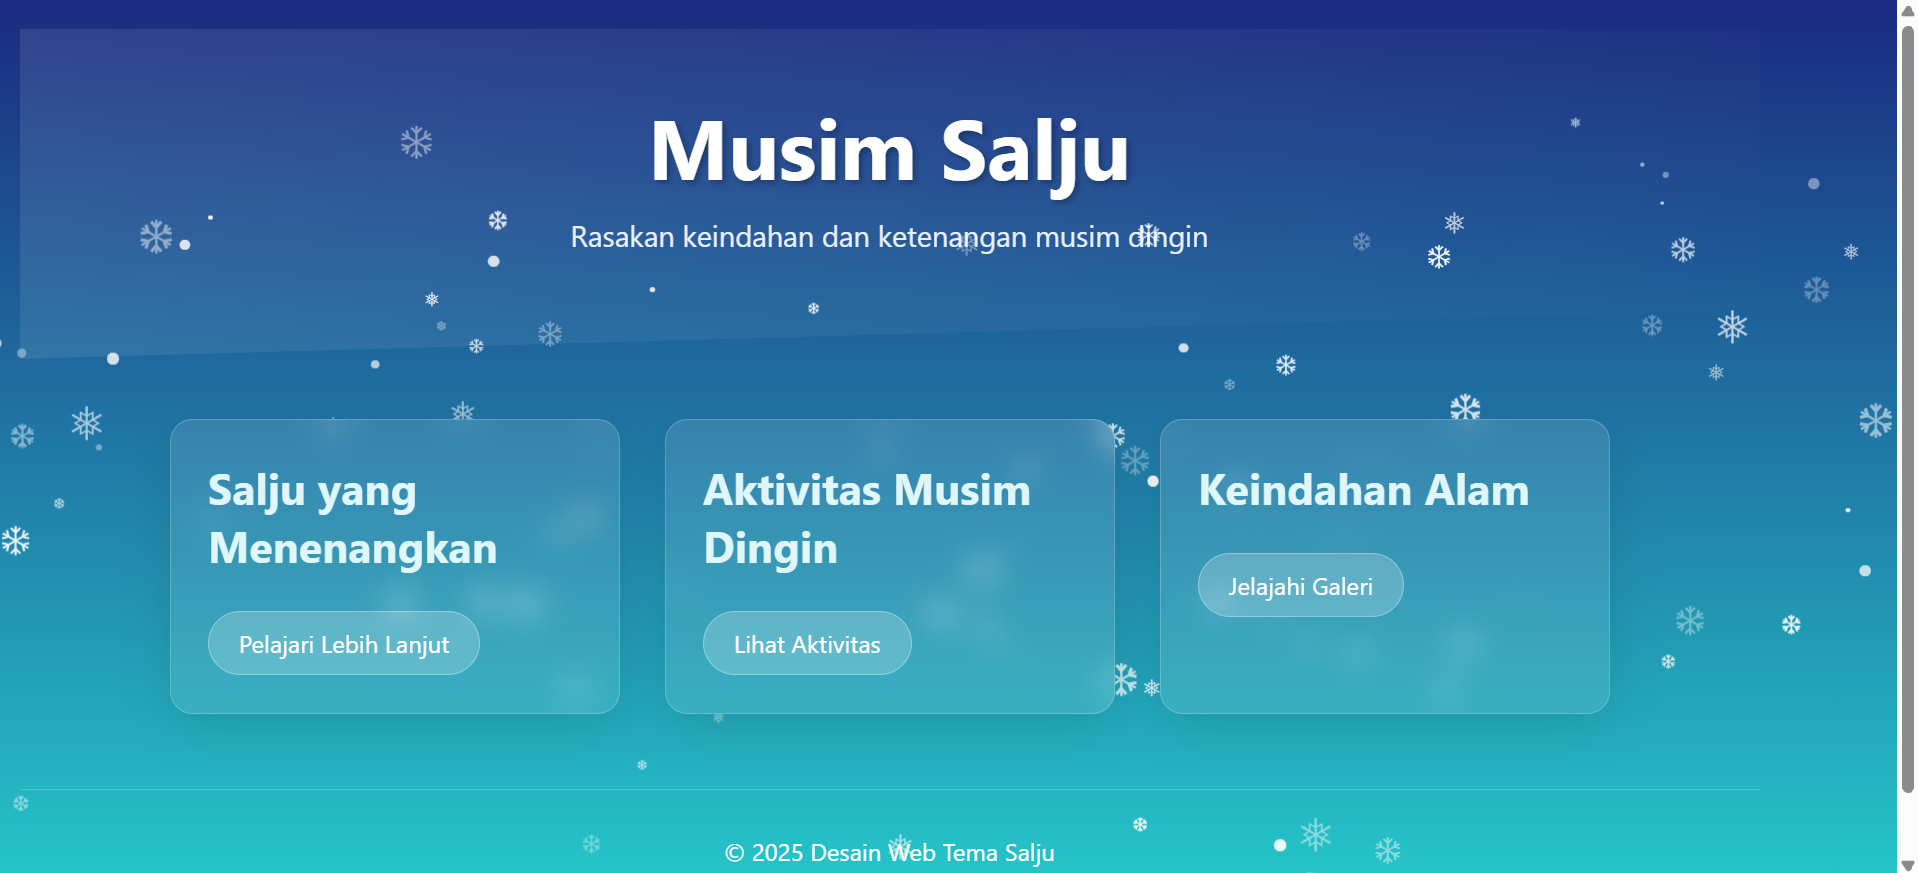 Musim Salju
Rasakan keindahan dan ketenangan musim dingin
Salju yang
Menenangkan
Pelajari Lebih Lanjut
Aktivitas Musim
Dingin
Lihat Aktivitas
Keindahan Alam
Jelajahi Galeri
© 2025 Desain Web Tema Salju